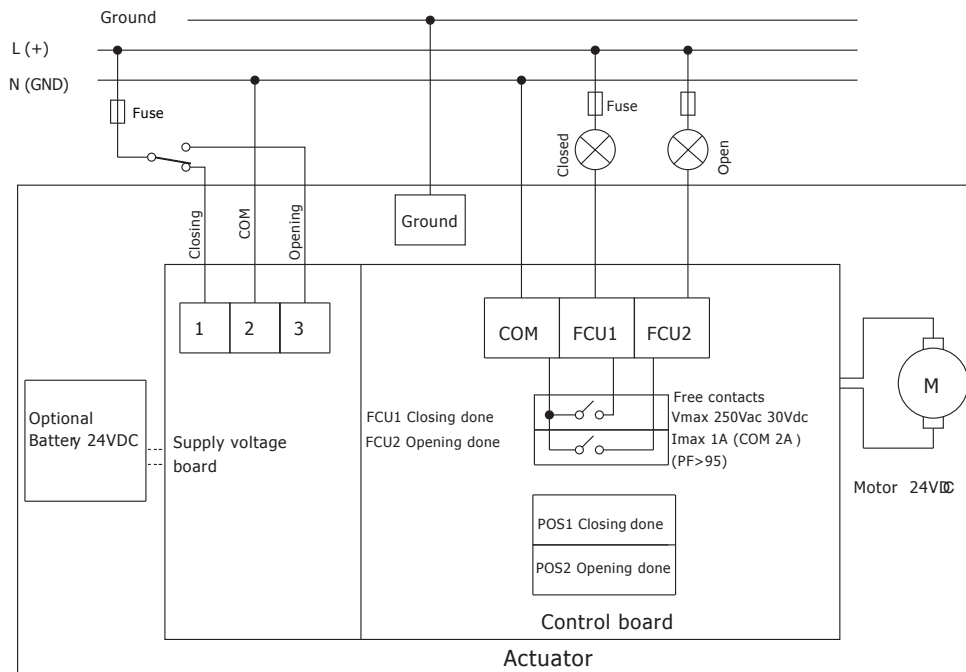 Ground
L (+)
N (GND)
Fuse
Fuse
Closed
Open
Closing
COM
Opening
Ground
1
2
3
COM
FCU1
FCU2
M
Optional
Battery 24VDC
Supply voltage
board
FCU1 Closing done
FCU2 Opening done
Free contacts
Vmax 250Vac 30Vdc
Imax 1A (COM 2A )
(PF>95)
Motor 24VDC
POS1 Closing done
POS2 Opening done
Control board
Actuator